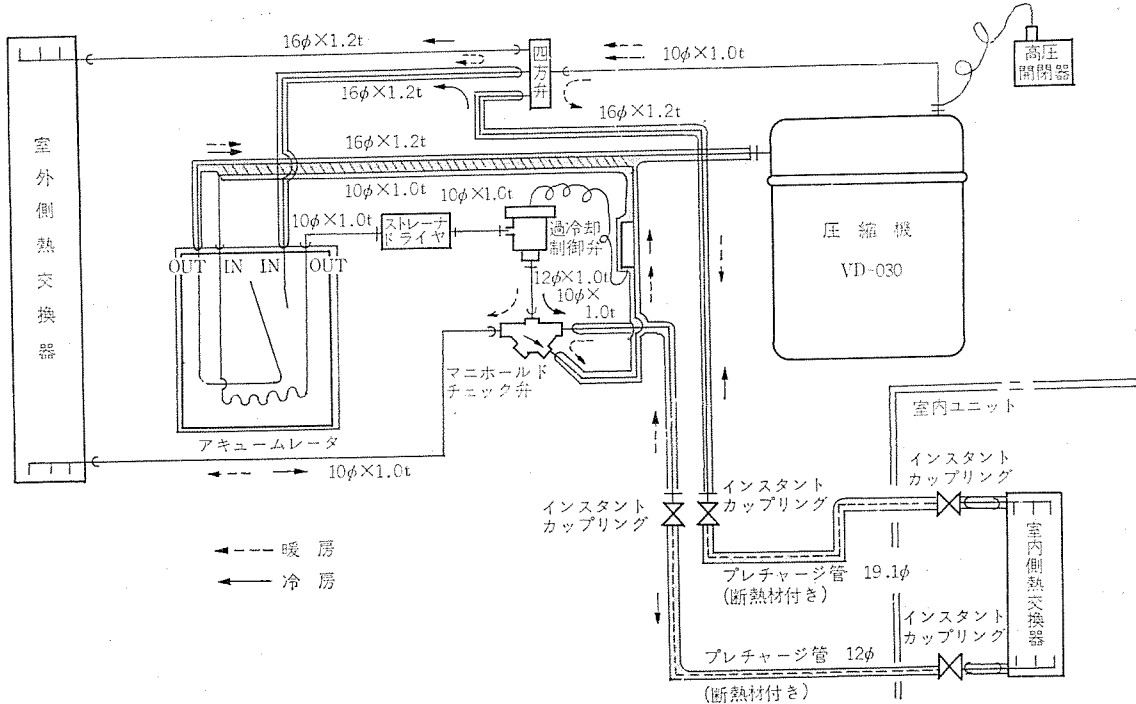 16φ×1.2t
10φ×1.0t
四方弁
高圧
開閉器
16φ×1.2t
16φ×1.2t
16φ×1.2t
10φ×1.0t
10φ×1.0t
10φ×1.0t
ストレーナ
ドライヤ
過冷却
制御弁
室外側熱交換器
圧縮機
VD-030
OUT
IN
IN
OUT
12φ×1.0t
10φ×
1.0t
マニホールド
チェック弁
アキュームレータ
10φ×1.0t
室内ユニット
インスタント
カップリング
インスタント
カップリング
インスタント
カップリング
暖房
冷房
プレチャージ管 19.1φ
(断熱材付き)
室内側熱交換器
インスタント
カップリング
プレチャージ管 12φ
(断熱材付き)